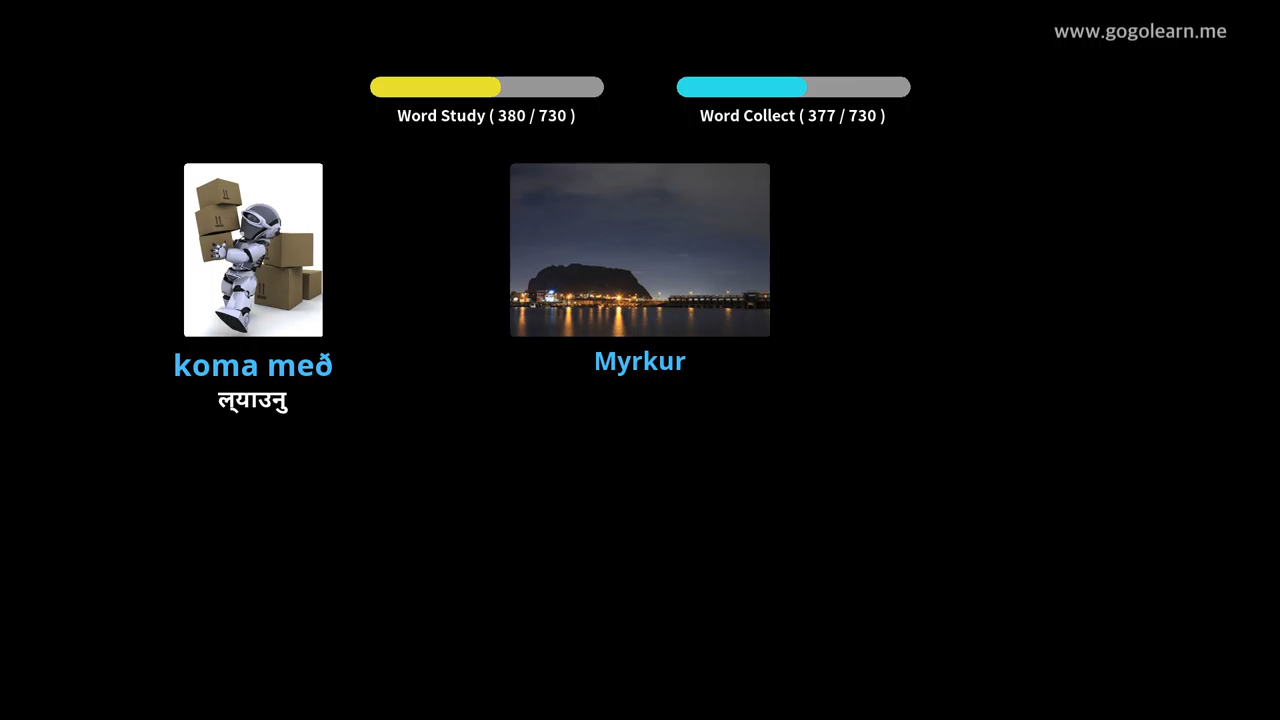 www.gogolearn.me
Word Study ( 380 / 730 )
Word Collect ( 377 / 730 )
koma með
ल्याउनु
Myrkur